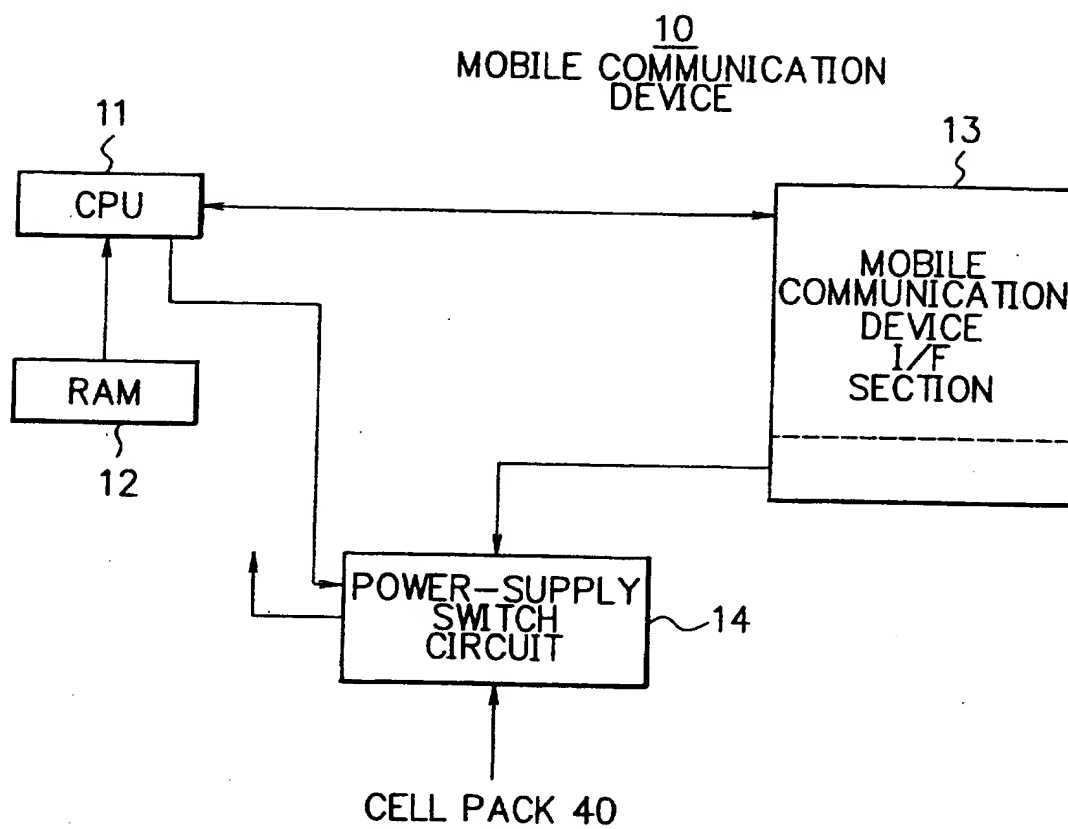 10
MOBILE COMMUNICATION
DEVICE
11
13
CPU
MOBILE
COMMUNICATION
DEVICE
I/F
SECTION
RAM
12
POWER-SUPPLY
SWITCH
CIRCUIT
14
CELL PACK 40